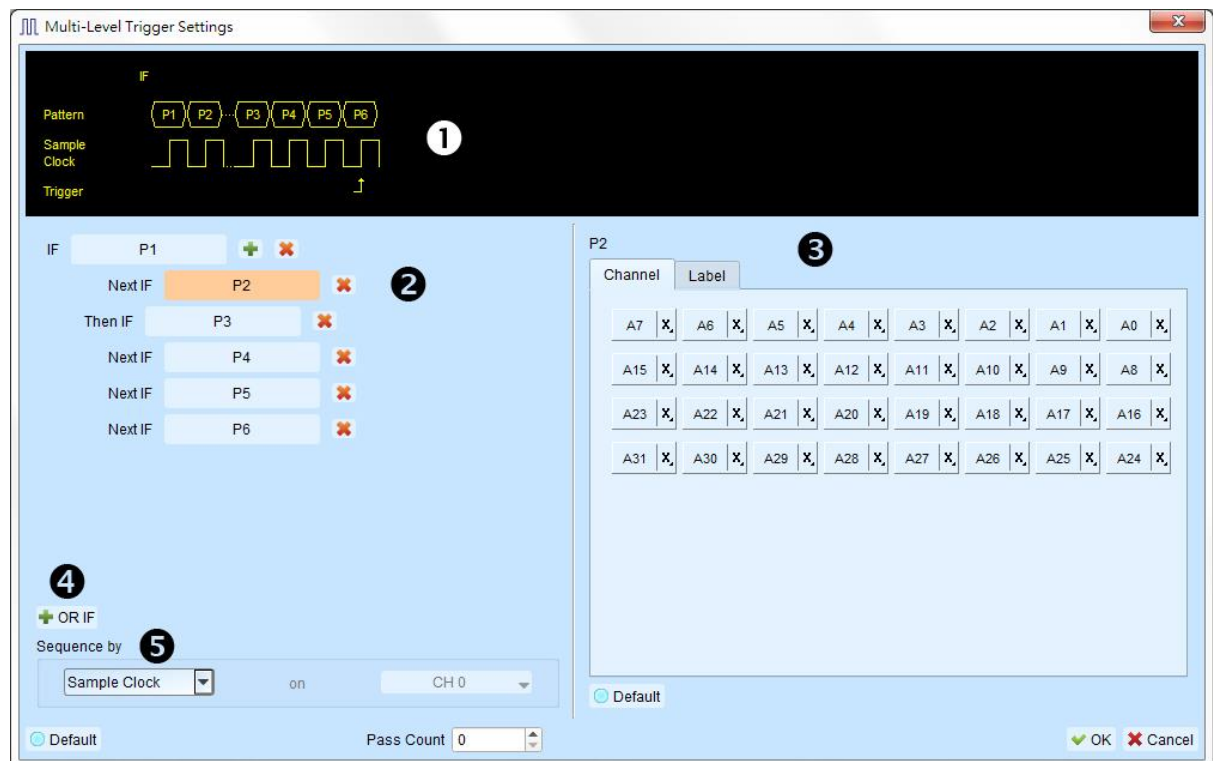 Multi-Level Trigger Settings
x
IF
Pattern P1 P2 P3 P4 P5 P6
1
Sample
Clock
Trigger
IF P1
Next IF P2
2
Then IF P3
Next IF P4
Next IF P5
Next IF P6
4
OR IF
Sequence by 5
Sample Clock on CH 0
Default Pass Count 0
P2 3
Channel Label
A7 X A6 X A5 X A4 X A3 X A2 X A1 X A0 X
A15 X A14 X A13 X A12 X A11 X A10 X A9 X A8 X
A23 X A22 X A21 X A20 X A19 X A18 X A17 X A16 X
A31 X A30 X A29 X A28 X A27 X A26 X A25 X A24 X
Default
OK Cancel